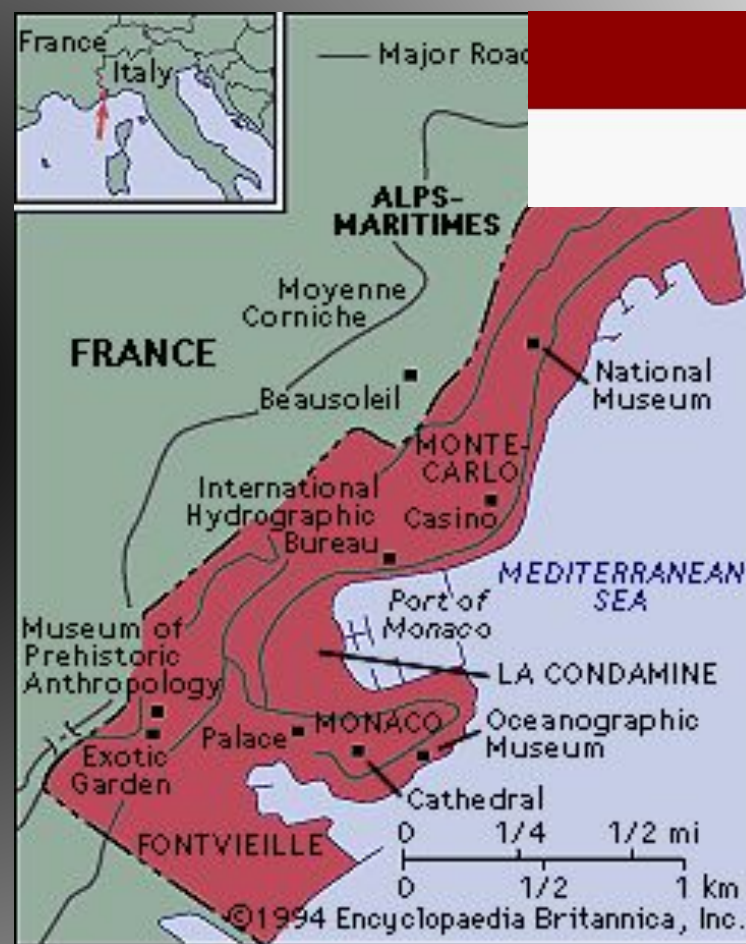 France
Italy
Major Road
ALPS-
MARITIMES
Moyenne
Corniche
FRANCE
National
Museum
Beausoleil
MONTE-
CARLO
International
Hydrographic
Bureau
Casino
MEDITERRANEAN
SEA
Port of
Monaco
Museum of
Prehistoric
Anthropology
LA CONDAMINE
MONACO
Palace
Oceanographic
Museum
Exotic
Garden
Cathedral
FONTVIEILLE
0 1/4 1/2 mi
0 1/2 1 km
©1994 Encyclopaedia Britannica, Inc.